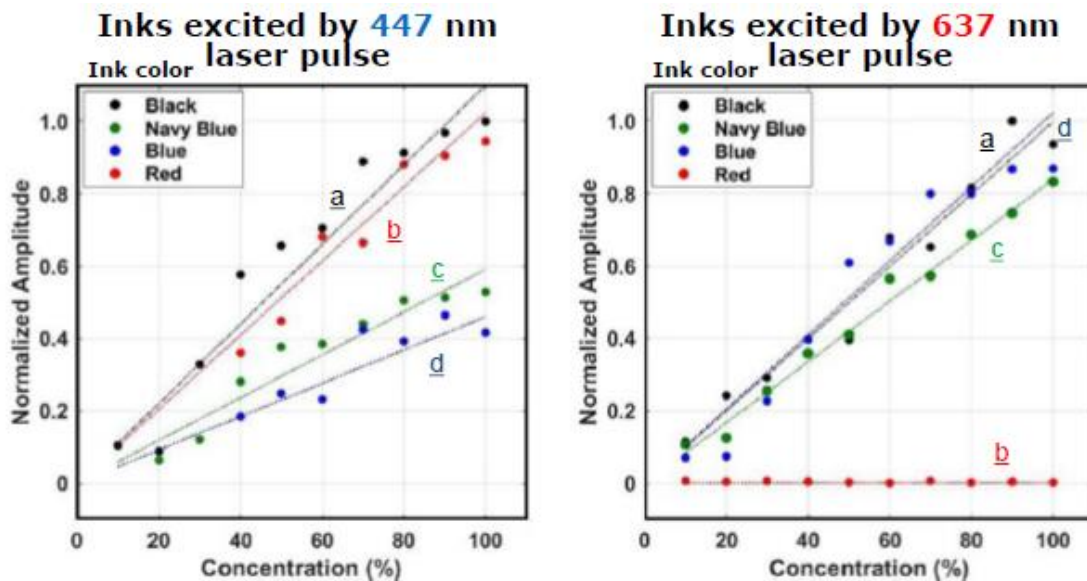 Inks excited by 447 nm
laser pulse
Ink color
Black
Navy Blue
Blue
Red
a
b
c
d
1.0
0.8
0.6
0.4
0.2
0
0 20 40 60 80 100
Normalized Amplitude
Concentration (%)
Inks excited by 637 nm
laser pulse
Ink color
Black
Navy Blue
Blue
Red
a
d
c
b
1.0
0.8
0.6
0.4
0.2
0
0 20 40 60 80 100
Normalized Amplitude
Concentration (%)